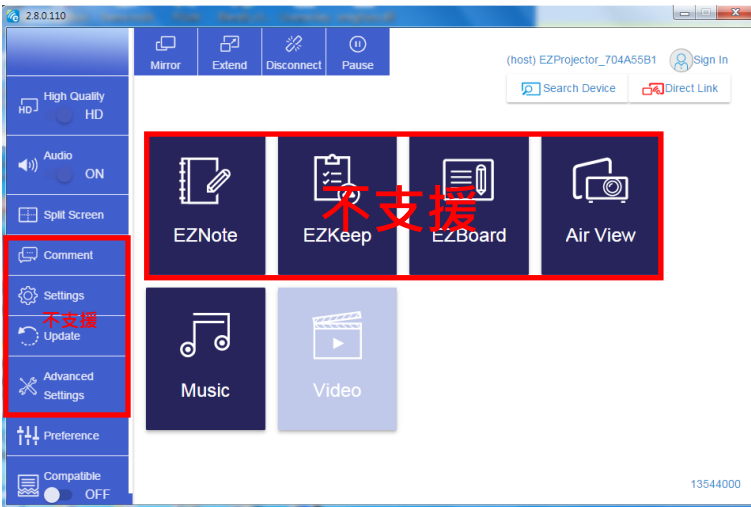 2.8.0.110
Mirror
Extend
Disconnect
Pause
(host) EZProjector_704A55B1
Sign In
Search Device
Direct Link
High Quality
HD
HD
Audio
ON
Split Screen
Comment
Settings
不支援
Update
Advanced
Settings
Preference
Compatible
OFF
EZNote
EZKeep
EZBoard
Air View
不支援
Music
Video
13544000